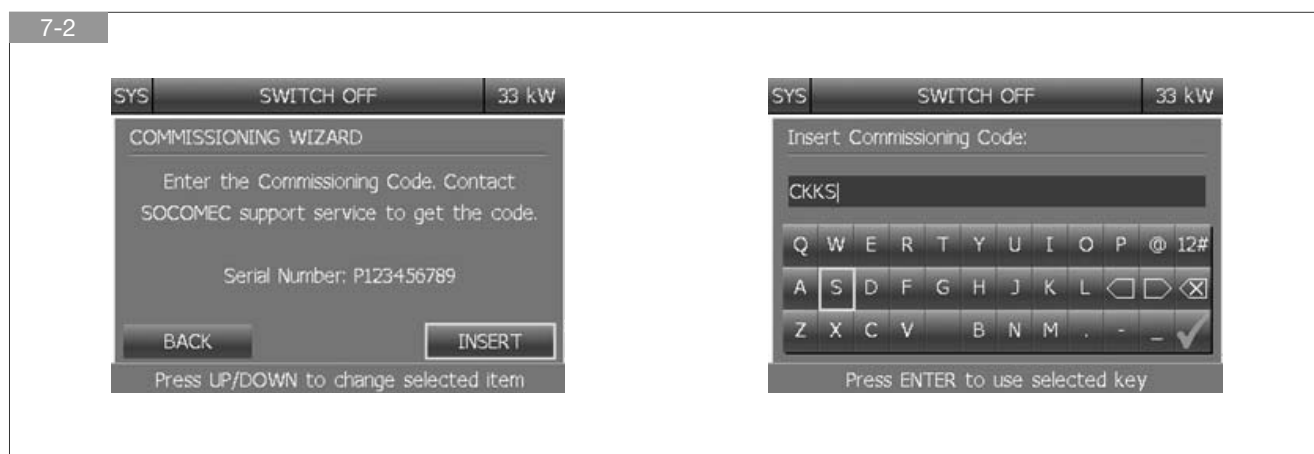 7-2
SYS SWITCH OFF 33 kW
COMMISSIONING WIZARD
Enter the Commissioning Code. Contact
SOCOMEC support service to get the code.
Serial Number: P123456789
BACK INSERT
Press UP/DOWN to change selected item
SYS SWITCH OFF 33 kW
Insert Commissioning Code:
CKKS
Q W E R T Y U I O P @ 12#
A S D F G H J K L
Z X C V B N M . - _
Press ENTER to use selected key